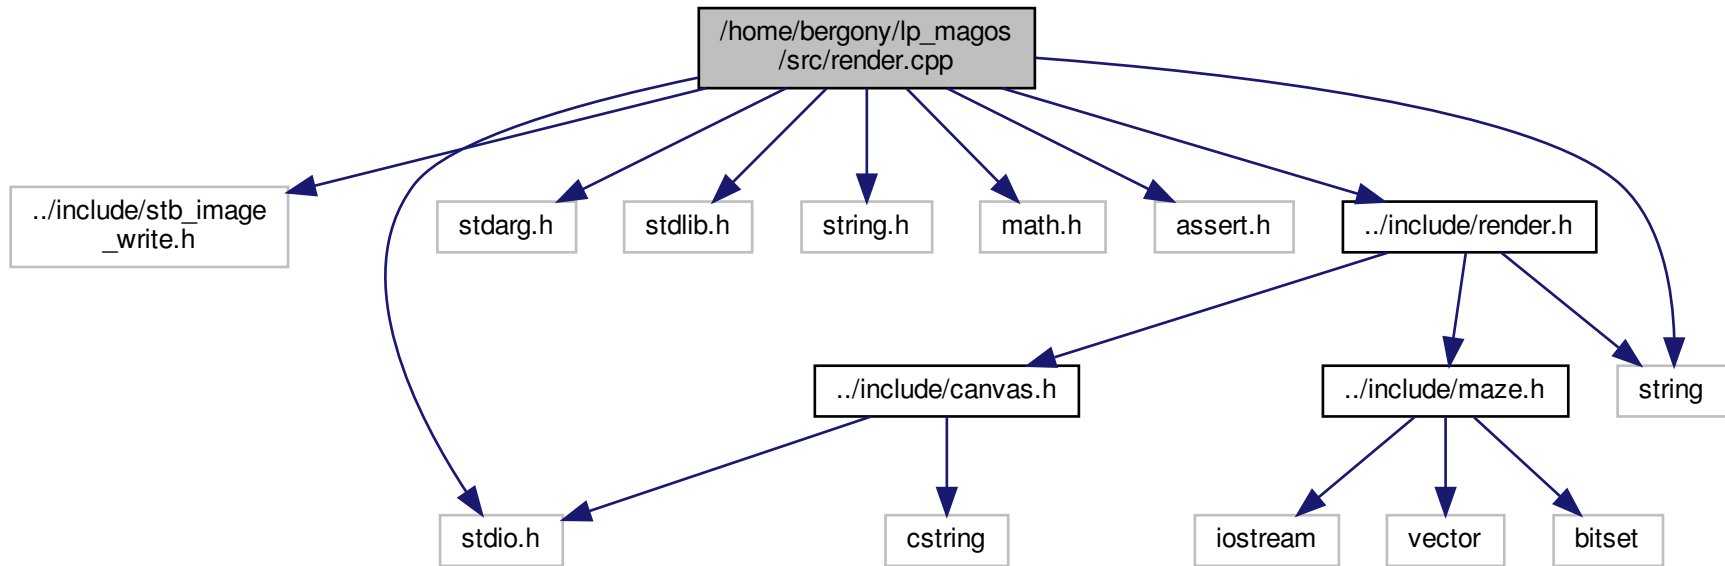 /home/bergony/lp_magos
/src/render.cpp
../include/stb_image
_write.h
stdarg.h
stdlib.h
string.h
math.h
assert.h
../include/render.h
../include/canvas.h
../include/maze.h
string
stdio.h
cstring
iostream
vector
bitset